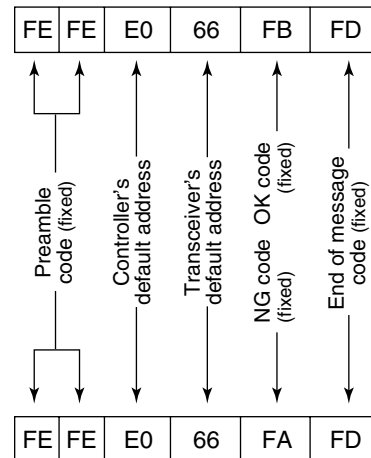 FE FE E0 66 FB FD
Preamble
code (fixed)
Controller's
default address
Transceiver's
default address
OK code
(fixed)
NG code
(fixed)
End of message
code (fixed)
FE FE E0 66 FA FD